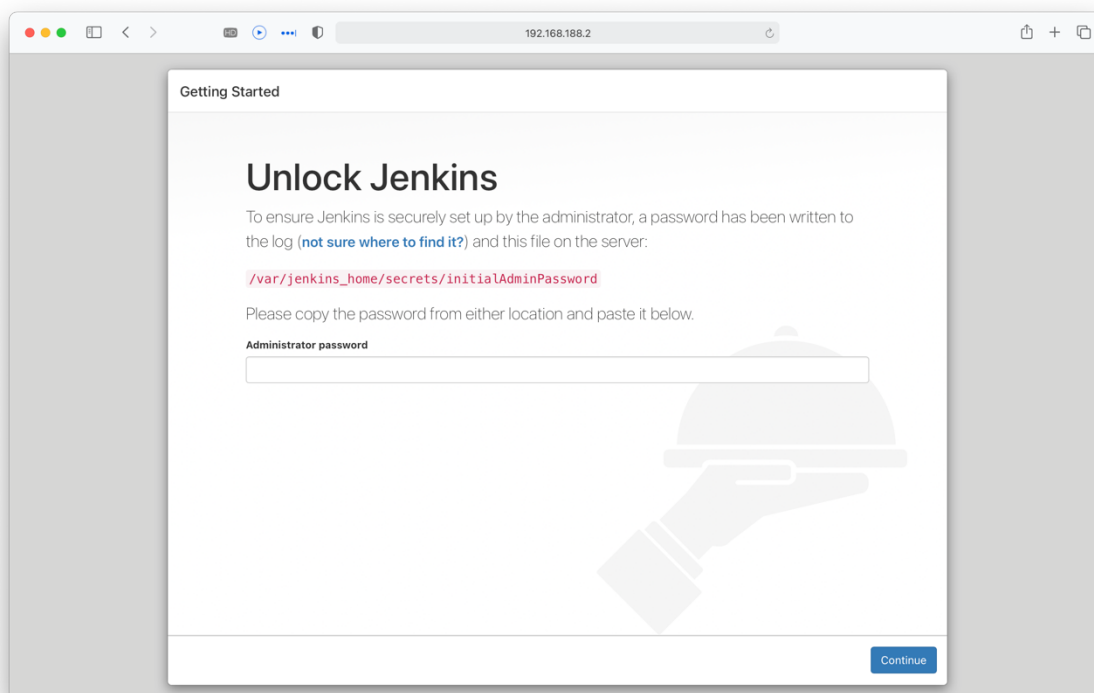 HD
192.168.188.2
Getting Started
Unlock Jenkins
To ensure Jenkins is securely set up by the administrator, a password has been written to
the log (not sure where to find it?) and this file on the server:
/var/jenkins_home/secrets/initialAdminPassword
Please copy the password from either location and paste it below.
Administrator password
Continue